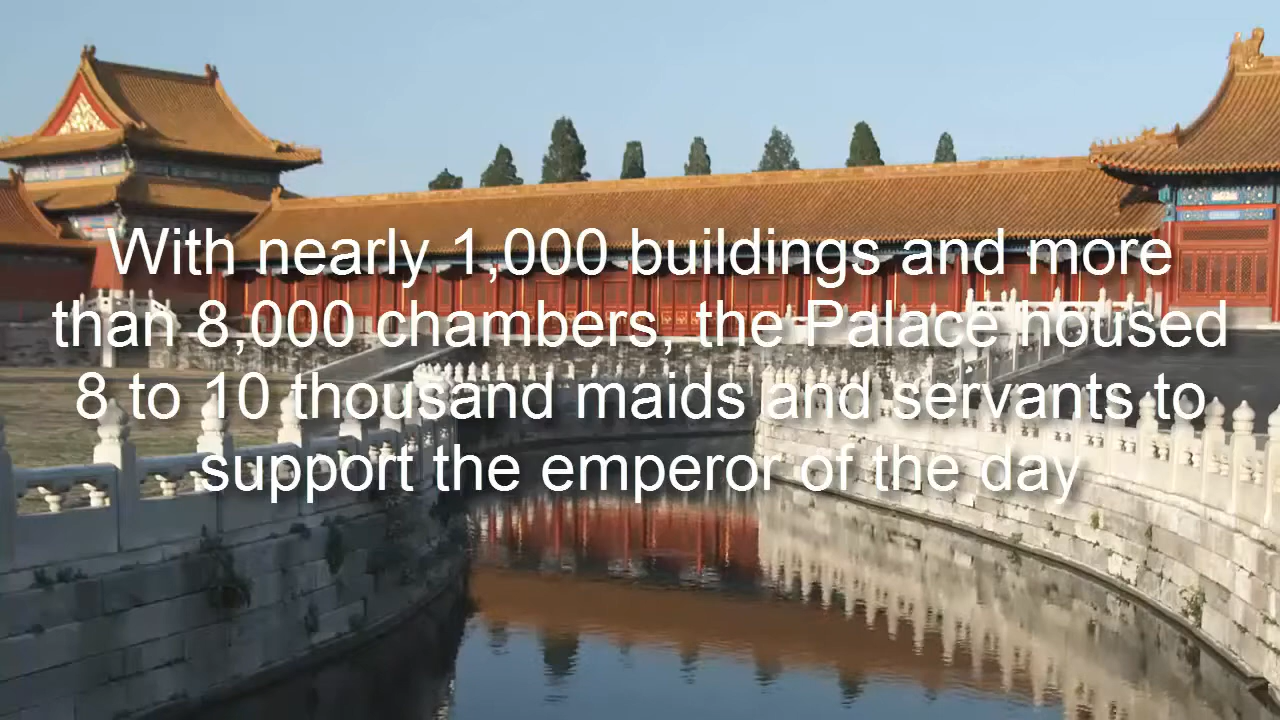 With nearly 1,000 buildings and more
than 8,000 chambers, the Palace housed
8 to 10 thousand maids and servants to
support the emperor of the day